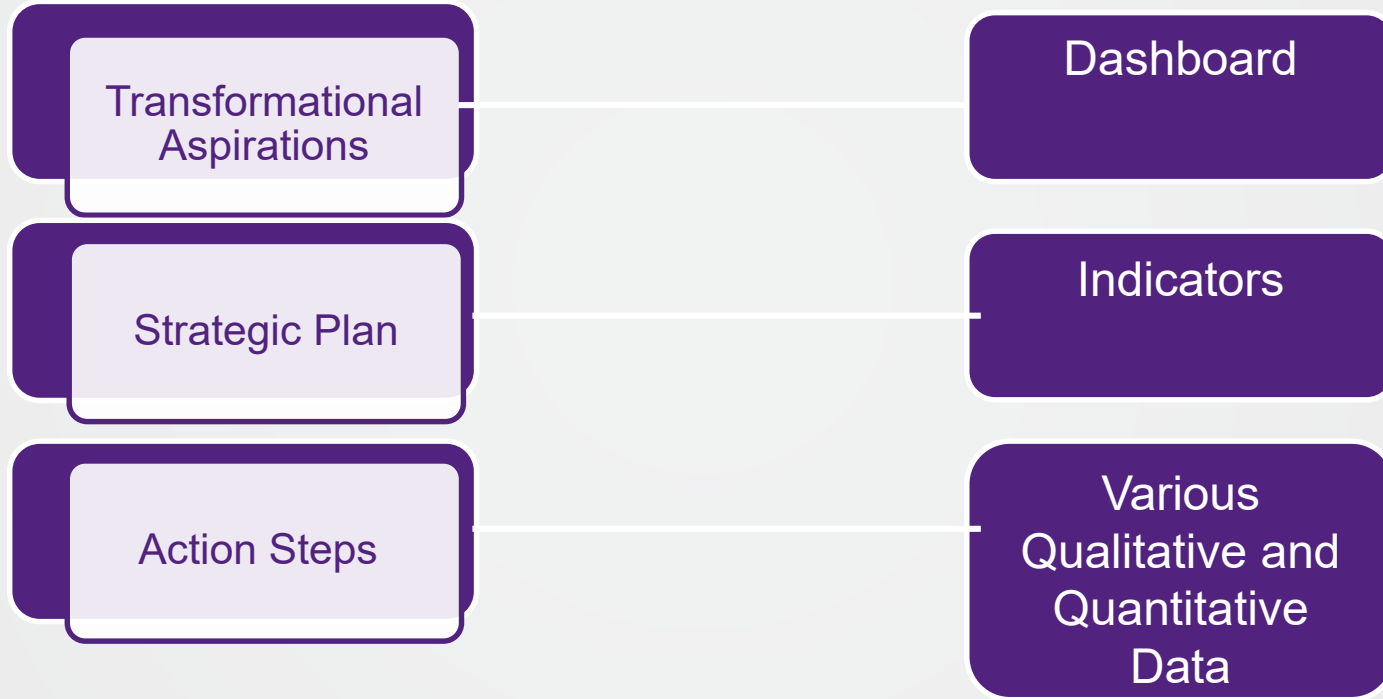 Transformational
Aspirations
Dashboard
Strategic Plan
Indicators
Action Steps
Various
Qualitative and
Quantitative
Data